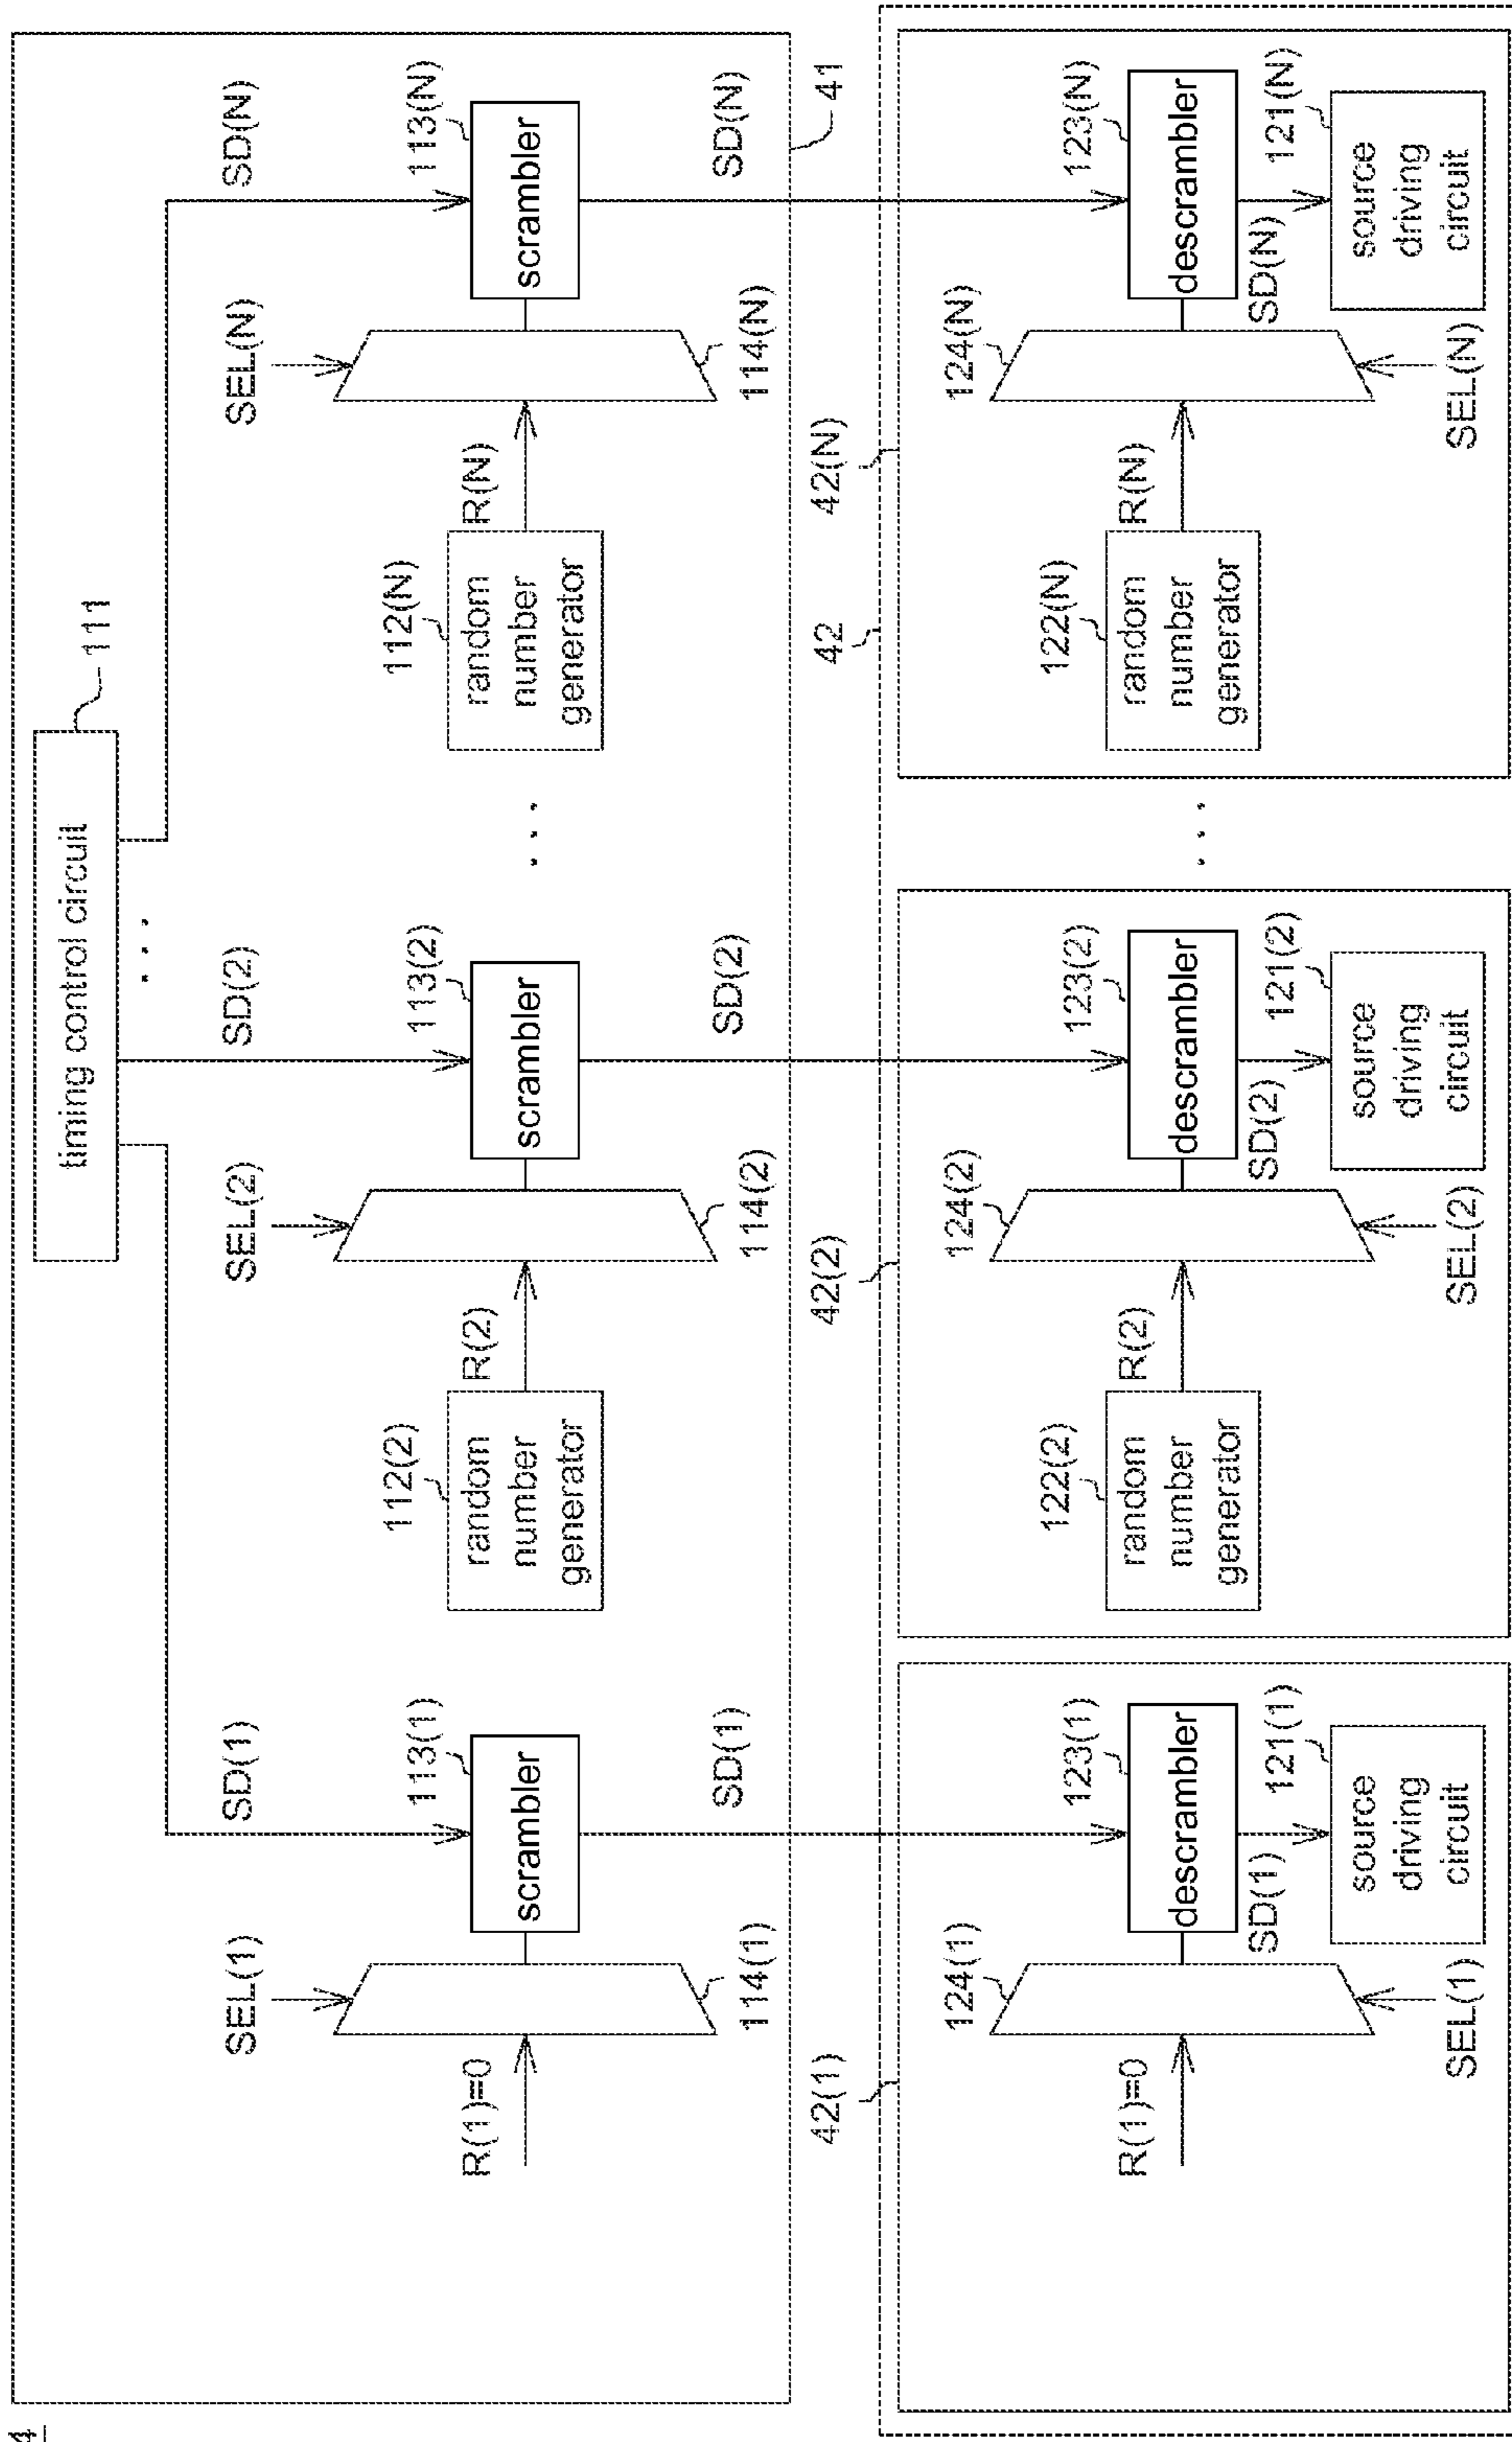 4
timing control circuit
111
SD(1)
SD(2)
. . .
SD(N)
SEL(1)
113(1)
SEL(2)
113(2)
SEL(N)
113(N)
R(1)=0
scrambler
114(1)
SD(1)
112(2)
random
number
generator
R(2)
scrambler
114(2)
SD(2)
. . .
112(N)
random
number
generator
R(N)
scrambler
114(N)
SD(N)
41
42(1)
42(2)
42
42(N)
124(1)
123(1)
R(1)=0
descrambler
SD(1)
121(1)
source
driving
circuit
SEL(1)
122(2)
random
number
generator
R(2)
124(2)
123(2)
descrambler
SD(2)
121(2)
source
driving
circuit
SEL(2)
. . .
122(N)
random
number
generator
R(N)
124(N)
123(N)
descrambler
SD(N)
121(N)
source
driving
circuit
SEL(N)